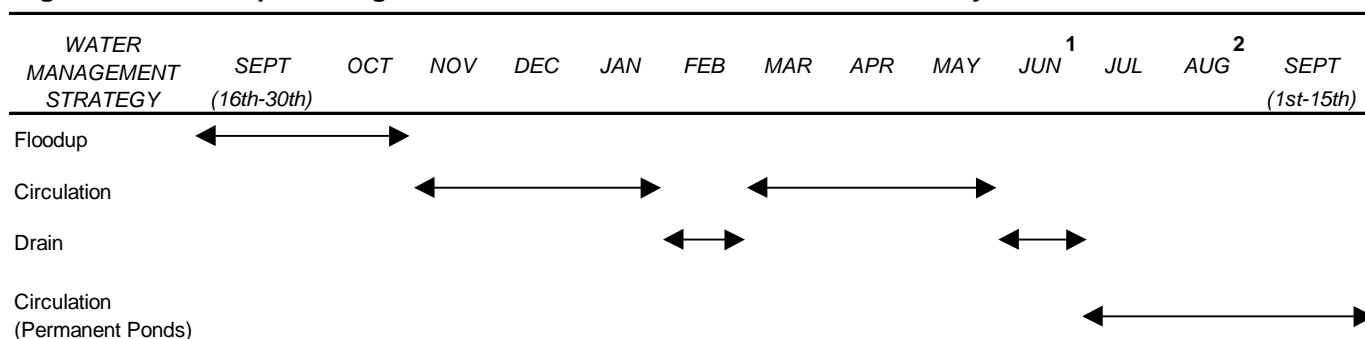 WATER MANAGEMENT STRATEGY SEPT (16th-30th) OCT NOV DEC JAN FEB MAR APR MAY JUN 1 JUL AUG 2 SEPT (1st-15th)
Floodup
Circulation
Drain
Circulation
(Permanent Ponds)